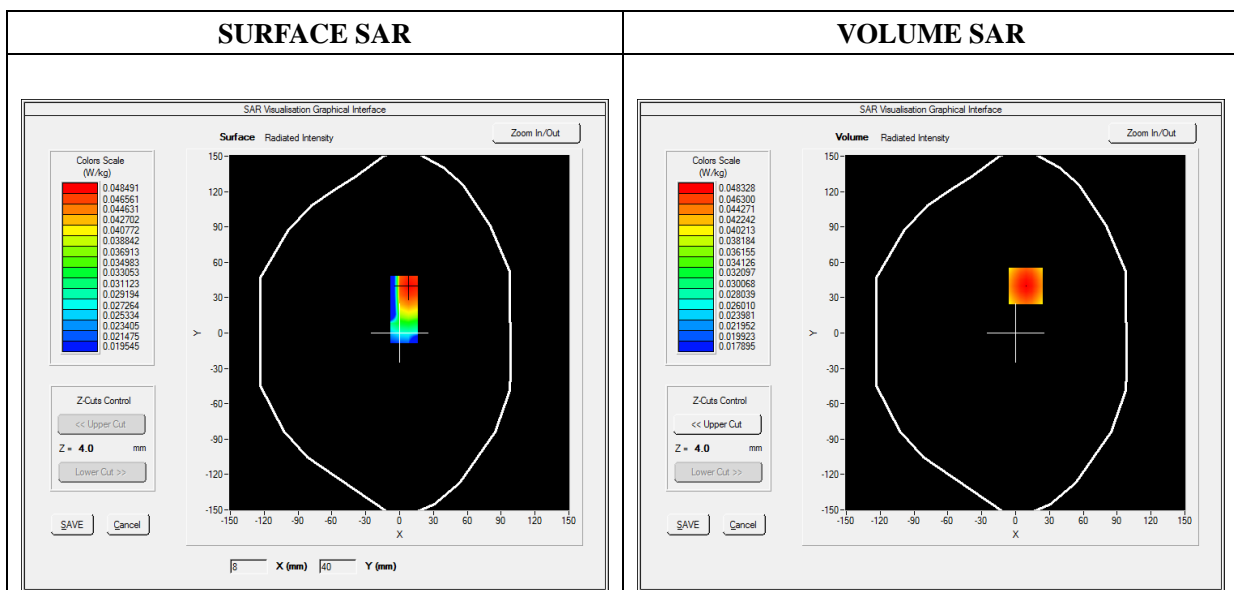 SURFACE SAR
VOLUME SAR
SAR Visualisation Graphical Interface
Surface Radiated Intensity
Zoom In/Out
Colors Scale
(W/kg)
0.048491
0.046561
0.044631
0.042702
0.040772
0.038842
0.036913
0.034983
0.033053
0.031123
0.029194
0.027264
0.025334
0.023405
0.021475
0.019545
Z-Cuts Control
<< Upper Cut
Z = 4.0 mm
Lower Cut >>
SAVE Cancel
150
120
90
60
30
0
-30
-60
-90
-120
-150
Y
-150 -120 -90 -60 -30 0 30 60 90 120 150
X
8 X (mm) 40 Y (mm)
SAR Visualisation Graphical Interface
Volume Radiated Intensity
Zoom In/Out
Colors Scale
(W/kg)
0.048328
0.046300
0.044271
0.042242
0.040213
0.038184
0.036155
0.034126
0.032097
0.030068
0.028039
0.026010
0.023981
0.021952
0.019923
0.017895
Z-Cuts Control
<< Upper Cut
Z = 4.0 mm
Lower Cut >>
SAVE Cancel
150
120
90
60
30
0
-30
-60
-90
-120
-150
Y
-150 -120 -90 -60 -30 0 30 60 90 120 150
X